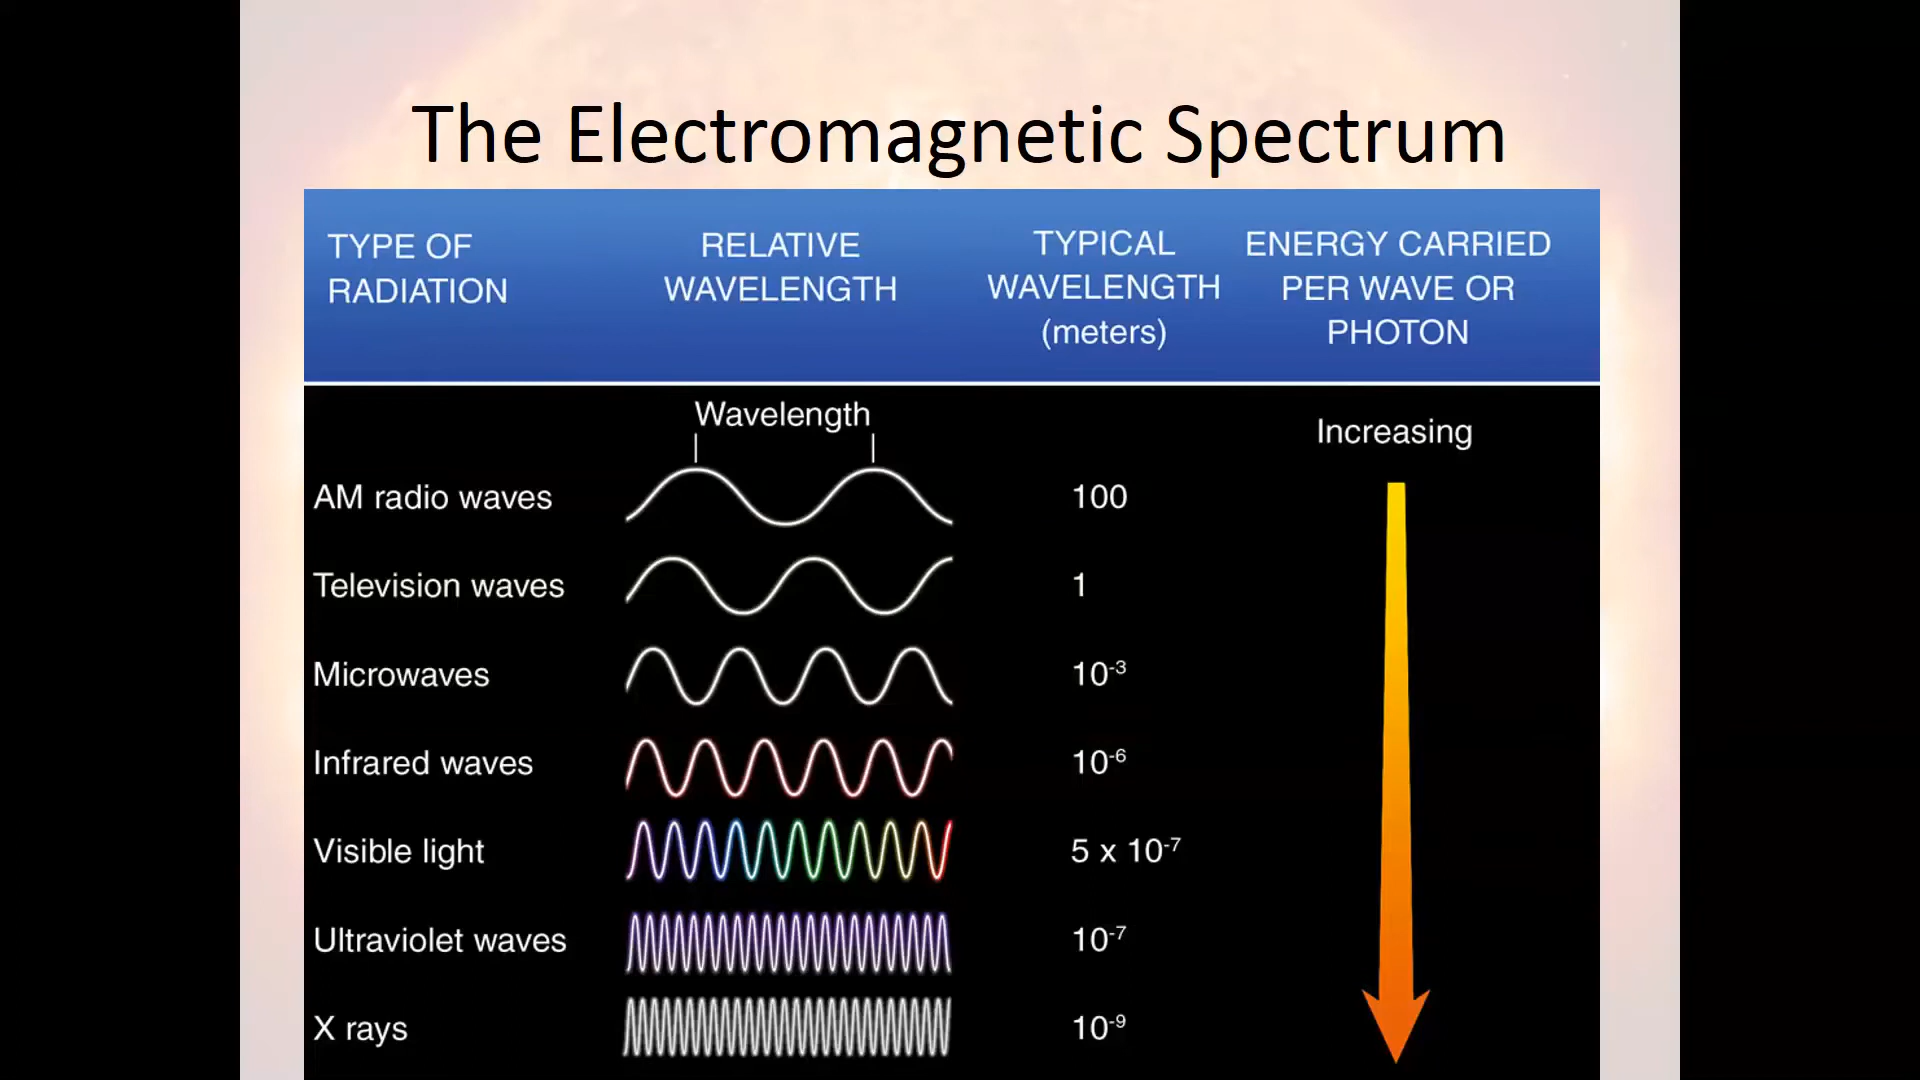 The Electromagnetic Spectrum
TYPE OF
RADIATION
RELATIVE
WAVELENGTH
TYPICAL
WAVELENGTH
(meters)
ENERGY CARRIED
PER WAVE OR
PHOTON
Wavelength
Increasing
AM radio waves 100
Television waves 1
Microwaves 10⁻³
Infrared waves 10⁻⁶
Visible light 5 x 10⁻⁷
Ultraviolet waves 10⁻⁷
X rays 10⁻⁹